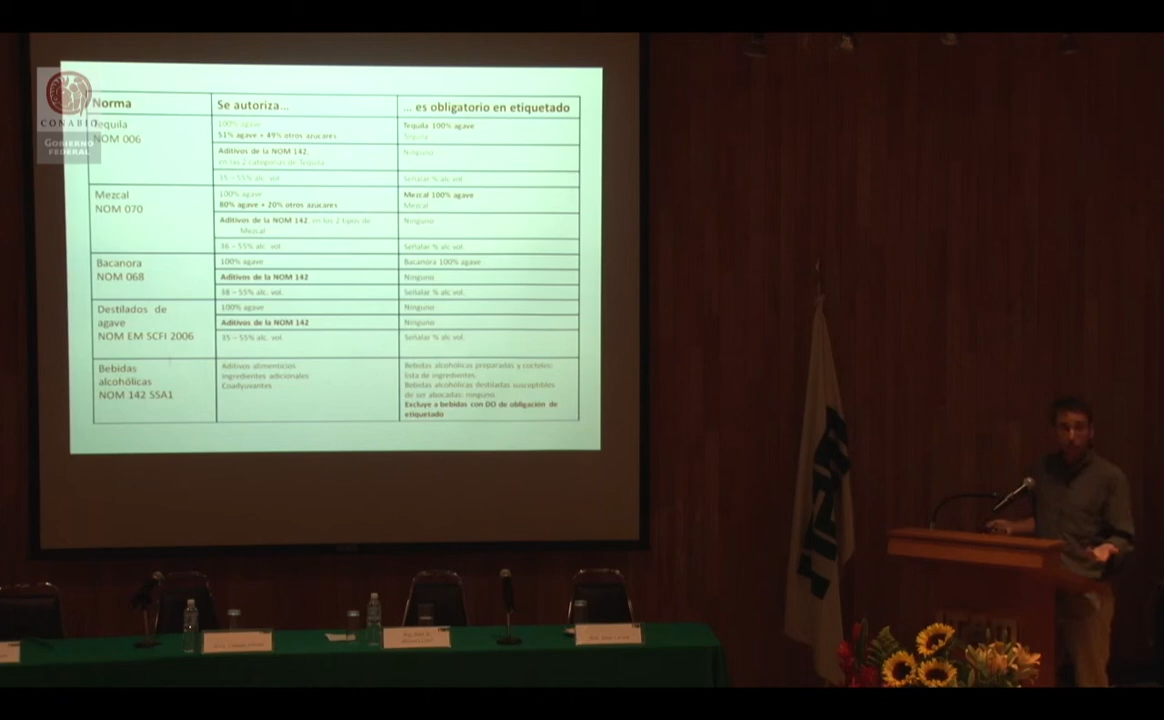 CONABIO
GOBIERNO
FEDERAL
Norma
Se autoriza...
... es obligatorio en etiquetado
Tequila
NOM 006
100% agave
51% agave + 49% otros azúcares
Tequila 100% agave
Tequila
Aditivos de la NOM 142,
en las 2 categorías de Tequila
Ninguno
35 – 55% alc. vol.
Señalar % alc. vol.
Mezcal
NOM 070
100% agave
80% agave + 20% otros azúcares
Mezcal 100% agave
Mezcal
Aditivos de la NOM 142, en los 2 tipos de
Mezcal
Ninguno
36 – 55% alc. vol.
Señalar % alc. vol.
Bacanora
NOM 068
100% agave
Bacanora 100% agave
Aditivos de la NOM 142
Ninguno
38 – 55% alc. vol.
Señalar % alc. vol.
Destilados de
agave
NOM EM SCFI 2006
100% agave
Ninguno
Aditivos de la NOM 142
Ninguno
35 – 55% alc. vol.
Señalar % alc. vol.
Bebidas
alcohólicas
NOM 142 SSA1
Aditivos alimenticios
Ingredientes adicionales
Coadyuvantes
Bebidas alcohólicas preparadas y cocteles:
lista de ingredientes.
Bebidas alcohólicas destiladas susceptibles
de ser abocadas: ninguno.
Excluye a bebidas con DO de obligación de
etiquetado